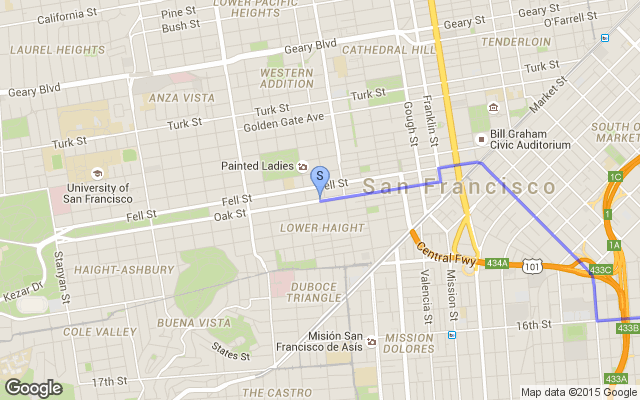 LOWER PACIFIC
HEIGHTS
California St
Pine St
Bush St
O'Farrell St
Geary St
TENDERLOIN
LAUREL HEIGHTS
Geary Blvd
CATHEDRAL HILL
WESTERN
ADDITION
Geary Blvd
ANZA VISTA
Turk St
Market St
Turk St
Golden Gate Ave
Gough St
Franklin St
Turk St
Bill Graham
Civic Auditorium
SOUTH O
MARKET
Painted Ladies
S
Fell St
San Francisco
1C
University of
San Francisco
Fell St
Oak St
Fell St
1
LOWER HAIGHT
1A
Central Fwy
434A
101
433C
HAIGHT-ASHBURY
Stanyan St
Kezar Dr
DUBOCE
TRIANGLE
Valencia St
Mission St
BUENA VISTA
16th St
433B
COLE VALLEY
States St
Misión San
Francisco de Asís
MISSION
DOLORES
17th St
THE CASTRO
433A
Google
Map data ©2015 Google